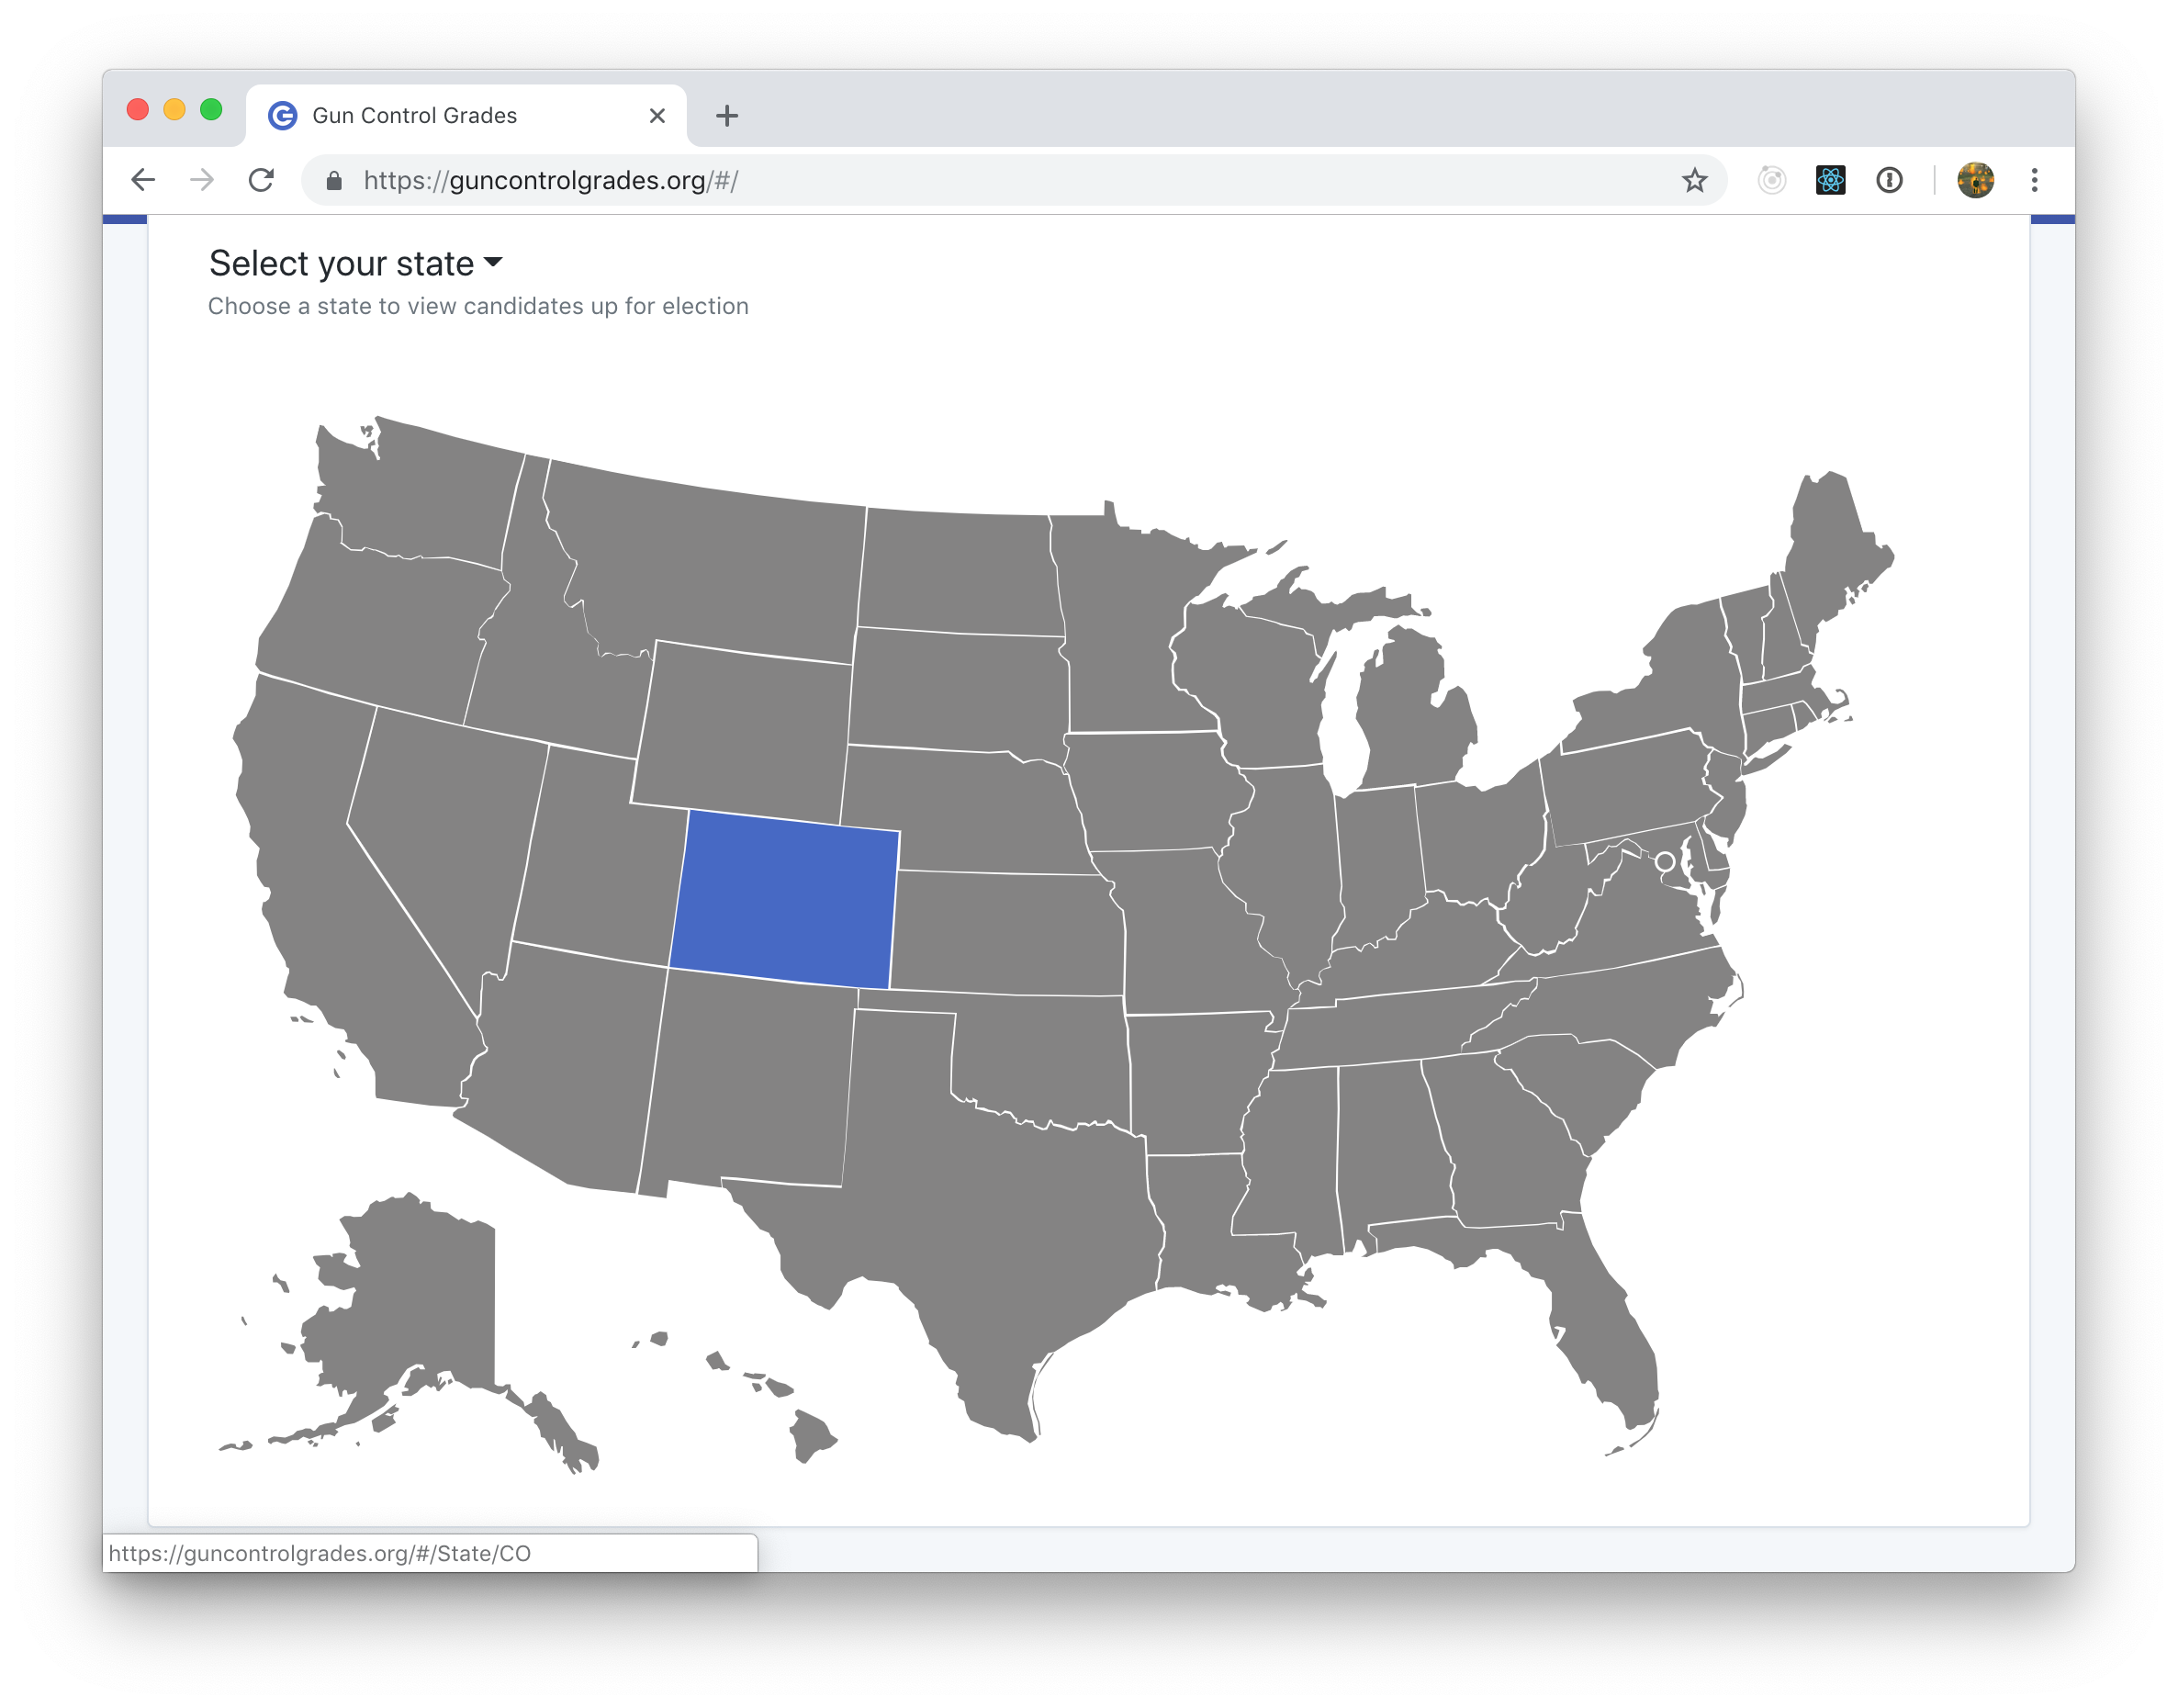 Gun Control Grades
https://guncontrolgrades.org/#/
Select your state
Choose a state to view candidates up for election
https://guncontrolgrades.org/#/State/CO